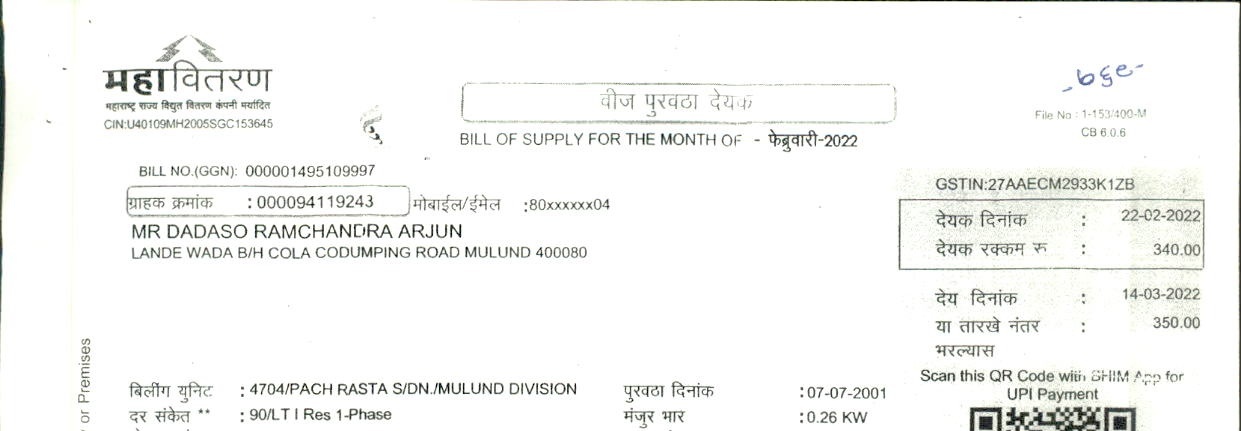 महावितरण
महाराष्ट्र राज्य विद्युत वितरण कंपनी मर्यादित
CIN:U40109MH2005SGC153645
वीज पुरवठा देयक
BILL OF SUPPLY FOR THE MONTH OF - फेब्रुवारी-2022
File No : 1-153/400-M
CB 6.0.6
BILL NO.(GGN): 000001495109997
ग्राहक क्रमांक : 000094119243 मोबाईल/ईमेल :80xxxxxx04
MR DADASO RAMCHANDRA ARJUN
LANDE WADA B/H COLA CODUMPING ROAD MULUND 400080
GSTIN:27AAECM2933K1ZB
देयक दिनांक : 22-02-2022
देयक रक्कम रु : 340.00
देय दिनांक : 14-03-2022
या तारखे नंतर : 350.00
भरल्यास
Scan this QR Code with BHIM App for
UPI Payment
or Premises
बिलींग युनिट : 4704/PACH RASTA S/DN./MULUND DIVISION पुरवठा दिनांक :07-07-2001
दर संकेत ** : 90/LT I Res 1-Phase मंजुर भार :0.26 KW